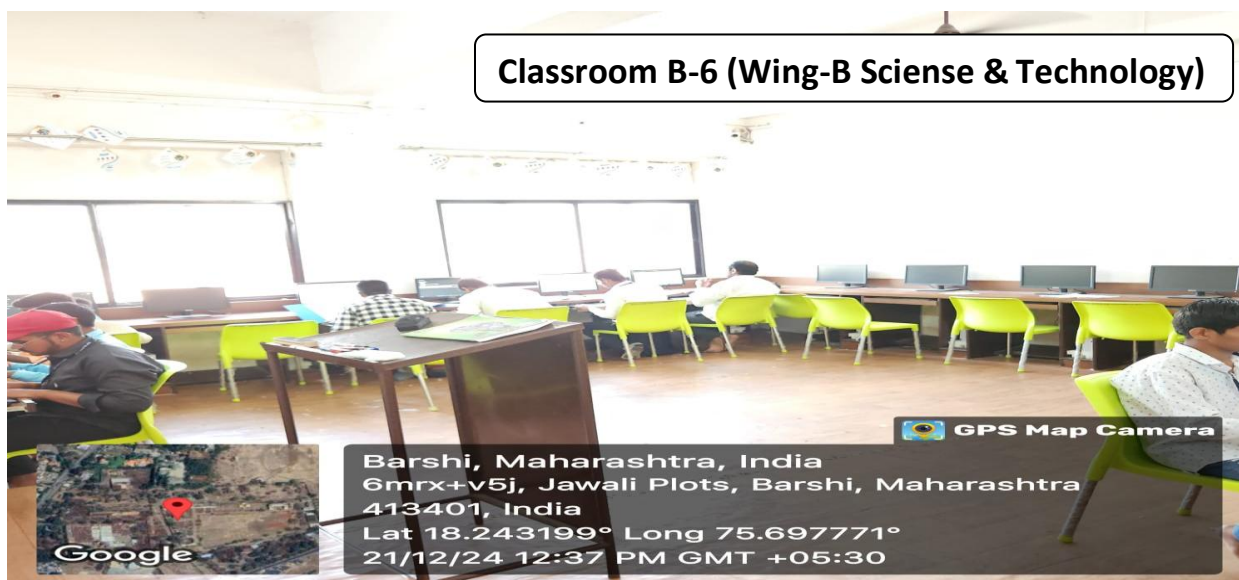 Classroom B-6 (Wing-B Sciense & Technology)
GPS Map Camera
Barshi, Maharashtra, India
6mrx+v5j, Jawali Plots, Barshi, Maharashtra
413401, India
Lat 18.243199° Long 75.697771°
21/12/24 12:37 PM GMT +05:30
Google